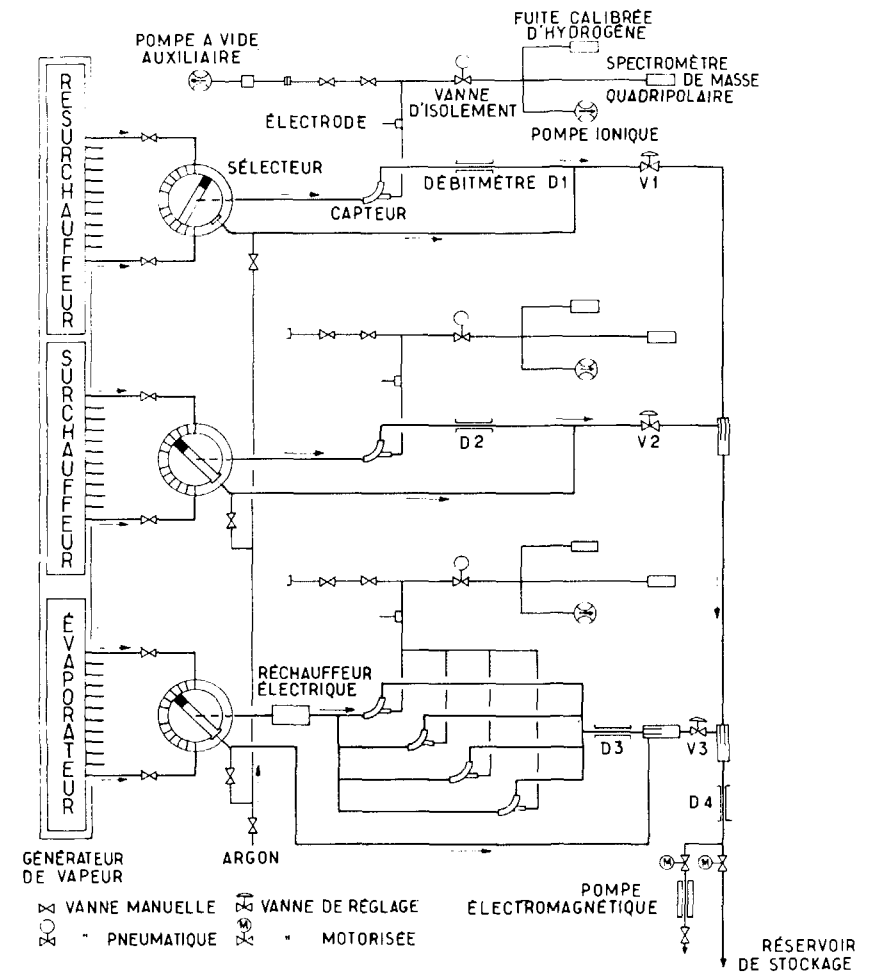 FUITE CALIBRÉE
D'HYDROGÈNE
POMPE A VIDE
AUXILIAIRE
SPECTROMÈTRE
DE MASSE
QUADRIPOLAIRE
VANNE
D'ISOLEMENT
ÉLECTRODE
POMPE IONIQUE
RESURCHAUFFEUR
SÉLECTEUR
CAPTEUR
DÉBITMÈTRE D1
V1
SURCHAUFFEUR
D2
V2
ÉVAPORATEUR
RÉCHAUFFEUR
ÉLECTRIQUE
D3
V3
D4
GÉNÉRATEUR
DE VAPEUR
ARGON
M
M
POMPE
ÉLECTROMAGNÉTIQUE
VANNE MANUELLE
VANNE DE RÉGLAGE
" PNEUMATIQUE
M " MOTORISÉE
RÉSERVOIR
DE STOCKAGE